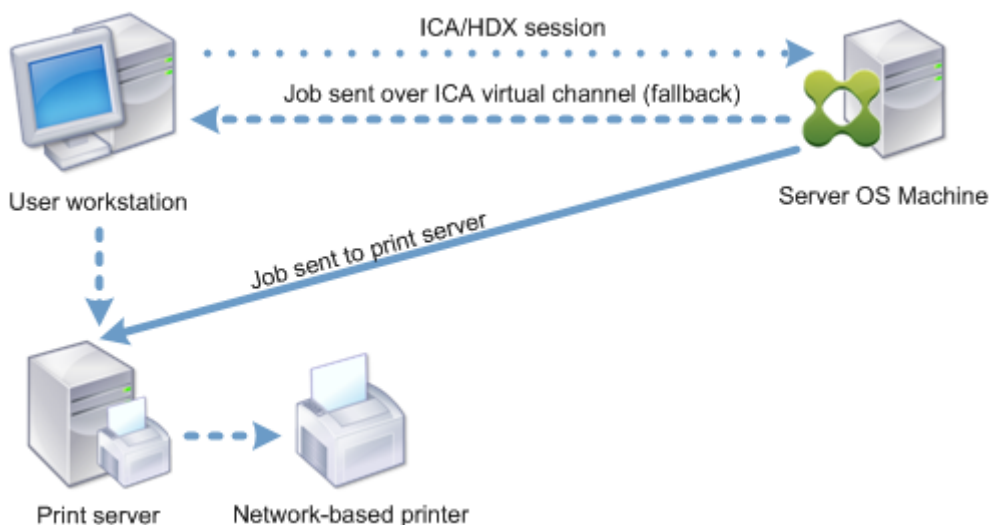 ICA/HDX session
Job sent over ICA virtual channel (fallback)
User workstation
Server OS Machine
Job sent to print server
Print server
Network-based printer